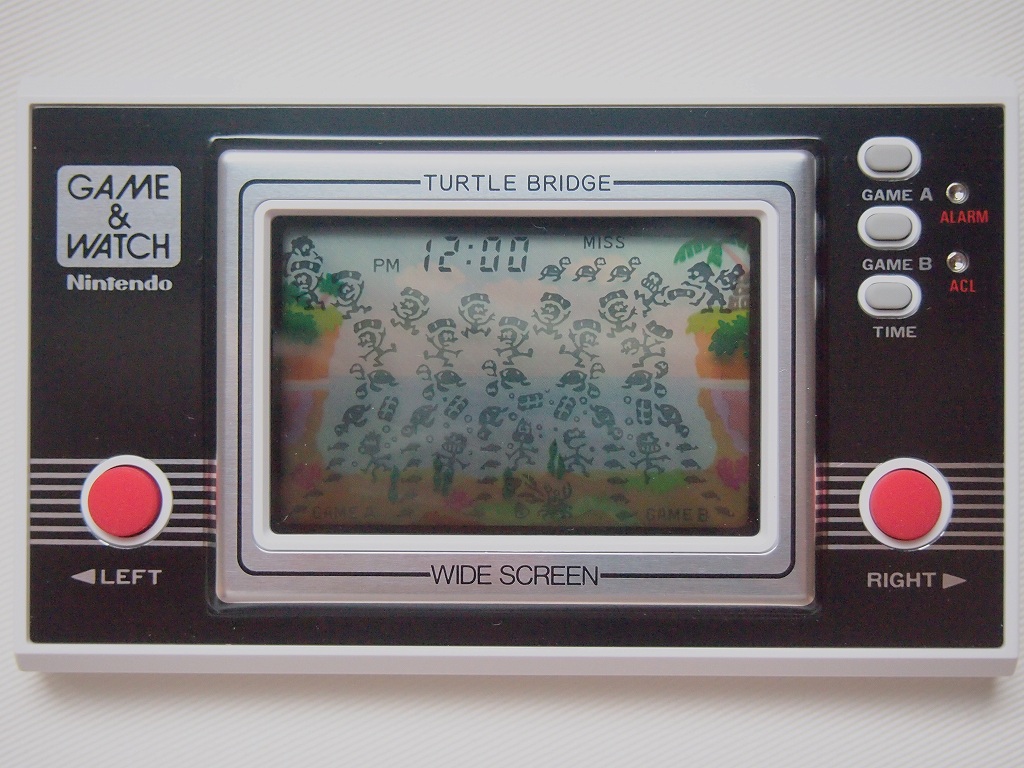 GAME
&
WATCH
Nintendo
TURTLE BRIDGE
PM 12:00 MISS
GAME A
GAME B
WIDE SCREEN
GAME A
ALARM
GAME B
ACL
TIME
◀LEFT
RIGHT▶